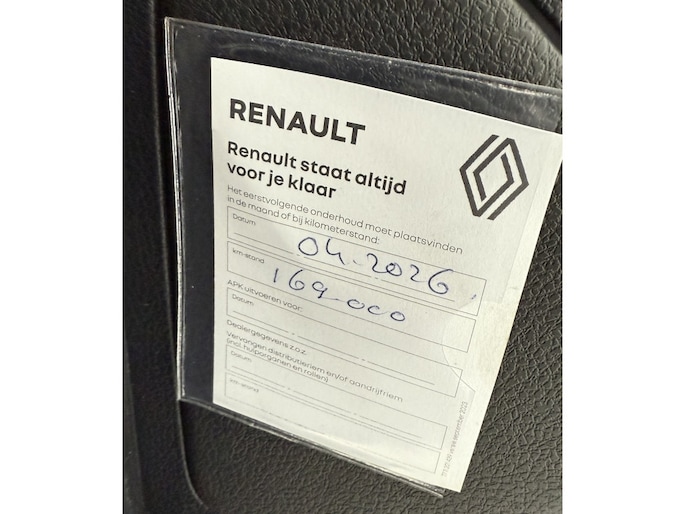 RENAULT
Renault staat altijd
voor je klaar
Het eerstvolgende onderhoud moet plaatsvinden
in de maand of bij kilometerstand:
Datum
04-2026
km-stand
169-000
APK uitvoeren voor:
Datum
Dealergegevens z.o.z.
Vervangen distributieriem en/of aandrijfriem
(incl. hulporganen en rollen)
Datum
km-stand
september 2023